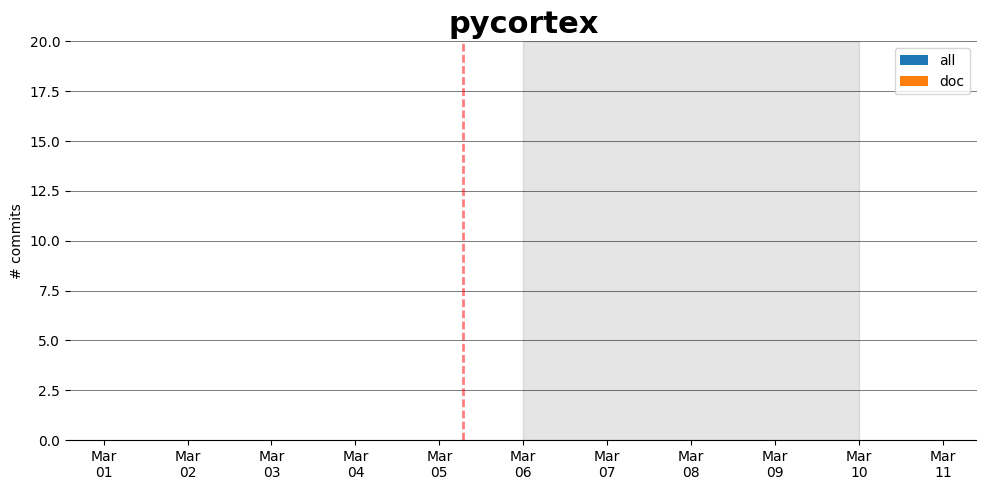 pycortex
all
doc
# commits
20.0
17.5
15.0
12.5
10.0
7.5
5.0
2.5
0.0
Mar 01
Mar 02
Mar 03
Mar 04
Mar 05
Mar 06
Mar 07
Mar 08
Mar 09
Mar 10
Mar 11